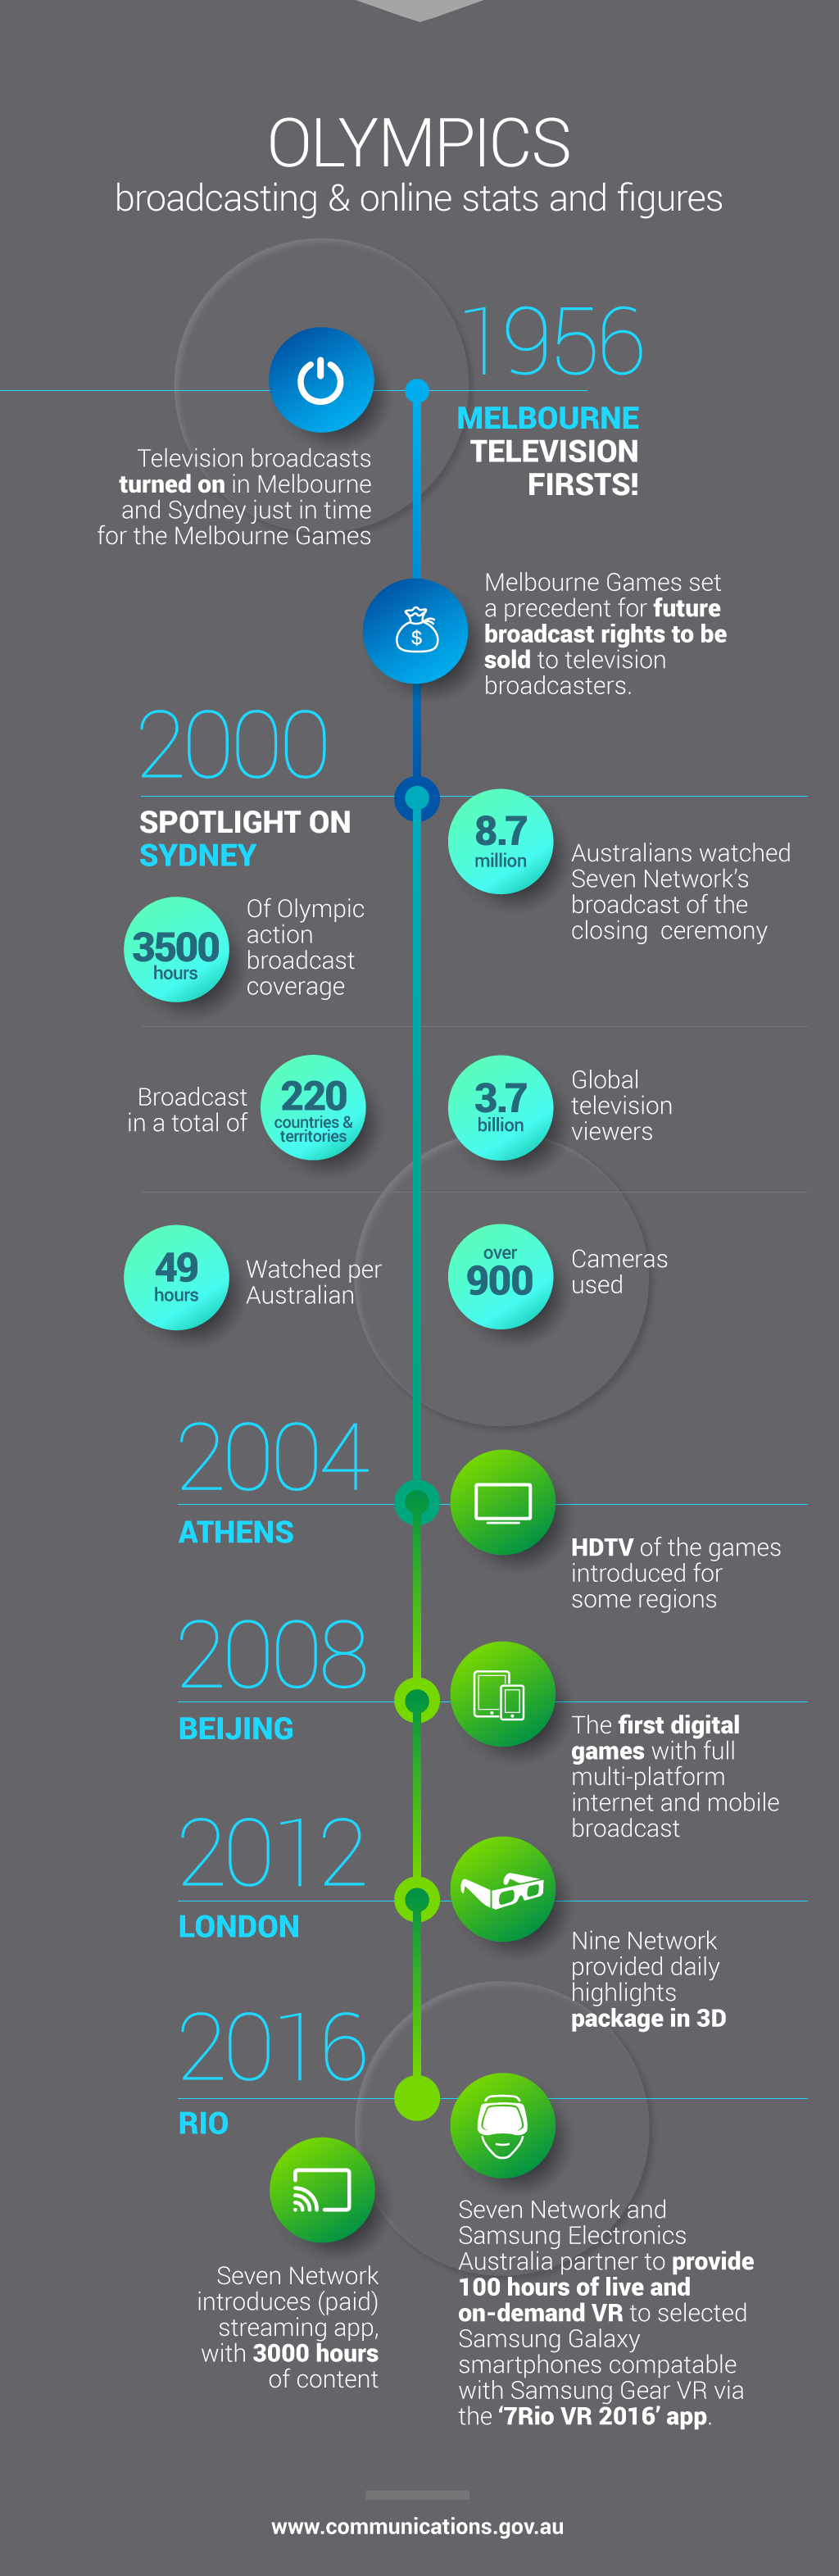 OLYMPICS
broadcasting & online stats and figures
1956
MELBOURNE
TELEVISION
FIRSTS!
Television broadcasts
turned on in Melbourne
and Sydney just in time
for the Melbourne Games
Melbourne Games set
a precedent for future
broadcast rights to be
sold to television
broadcasters.
$
2000
SPOTLIGHT ON
SYDNEY
8.7
million
Australians watched
Seven Network's
broadcast of the
closing ceremony
3500
hours
Of Olympic
action
broadcast
coverage
Broadcast
in a total of
220
countries &
territories
3.7
billion
Global
television
viewers
49
hours
Watched per
Australian
over
900
Cameras
used
2004
ATHENS
HDTV of the games
introduced for
some regions
2008
BEIJING
The first digital
games with full
multi-platform
internet and mobile
broadcast
2012
LONDON
Nine Network
provided daily
highlights
package in 3D
2016
RIO
Seven Network
introduces (paid)
streaming app,
with 3000 hours
of content
Seven Network and
Samsung Electronics
Australia partner to provide
100 hours of live and
on-demand VR to selected
Samsung Galaxy
smartphones compatable
with Samsung Gear VR via
the ‘7Rio VR 2016’ app.
www.communications.gov.au